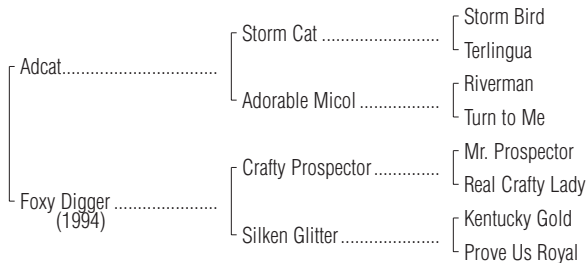 Storm Bird
Storm Cat ........................
Terlingua
Adcat................................
Riverman
Adorable Micol .................
Turn to Me
Mr. Prospector
Crafty Prospector..............
Real Crafty Lady
Foxy Digger .....................
(1994)
Kentucky Gold
Silken Glitter.....................
Prove Us Royal